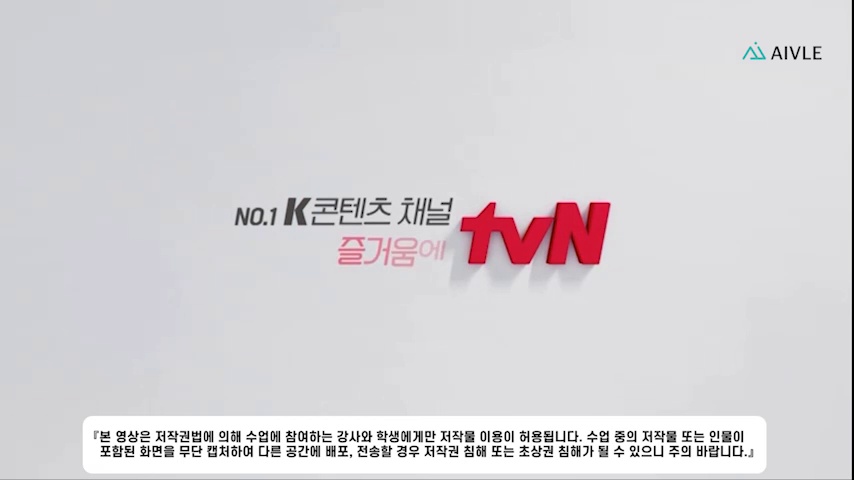 AIVLE
NO.1 K콘텐츠 채널
즐거움에
tvN
『본 영상은 저작권법에 의해 수업에 참여하는 강사와 학생에게만 저작물 이용이 허용됩니다. 수업 중의 저작물 또는 인물이
포함된 화면을 무단 캡처하여 다른 공간에 배포, 전송할 경우 저작권 침해 또는 초상권 침해가 될 수 있으니 주의 바랍니다.』